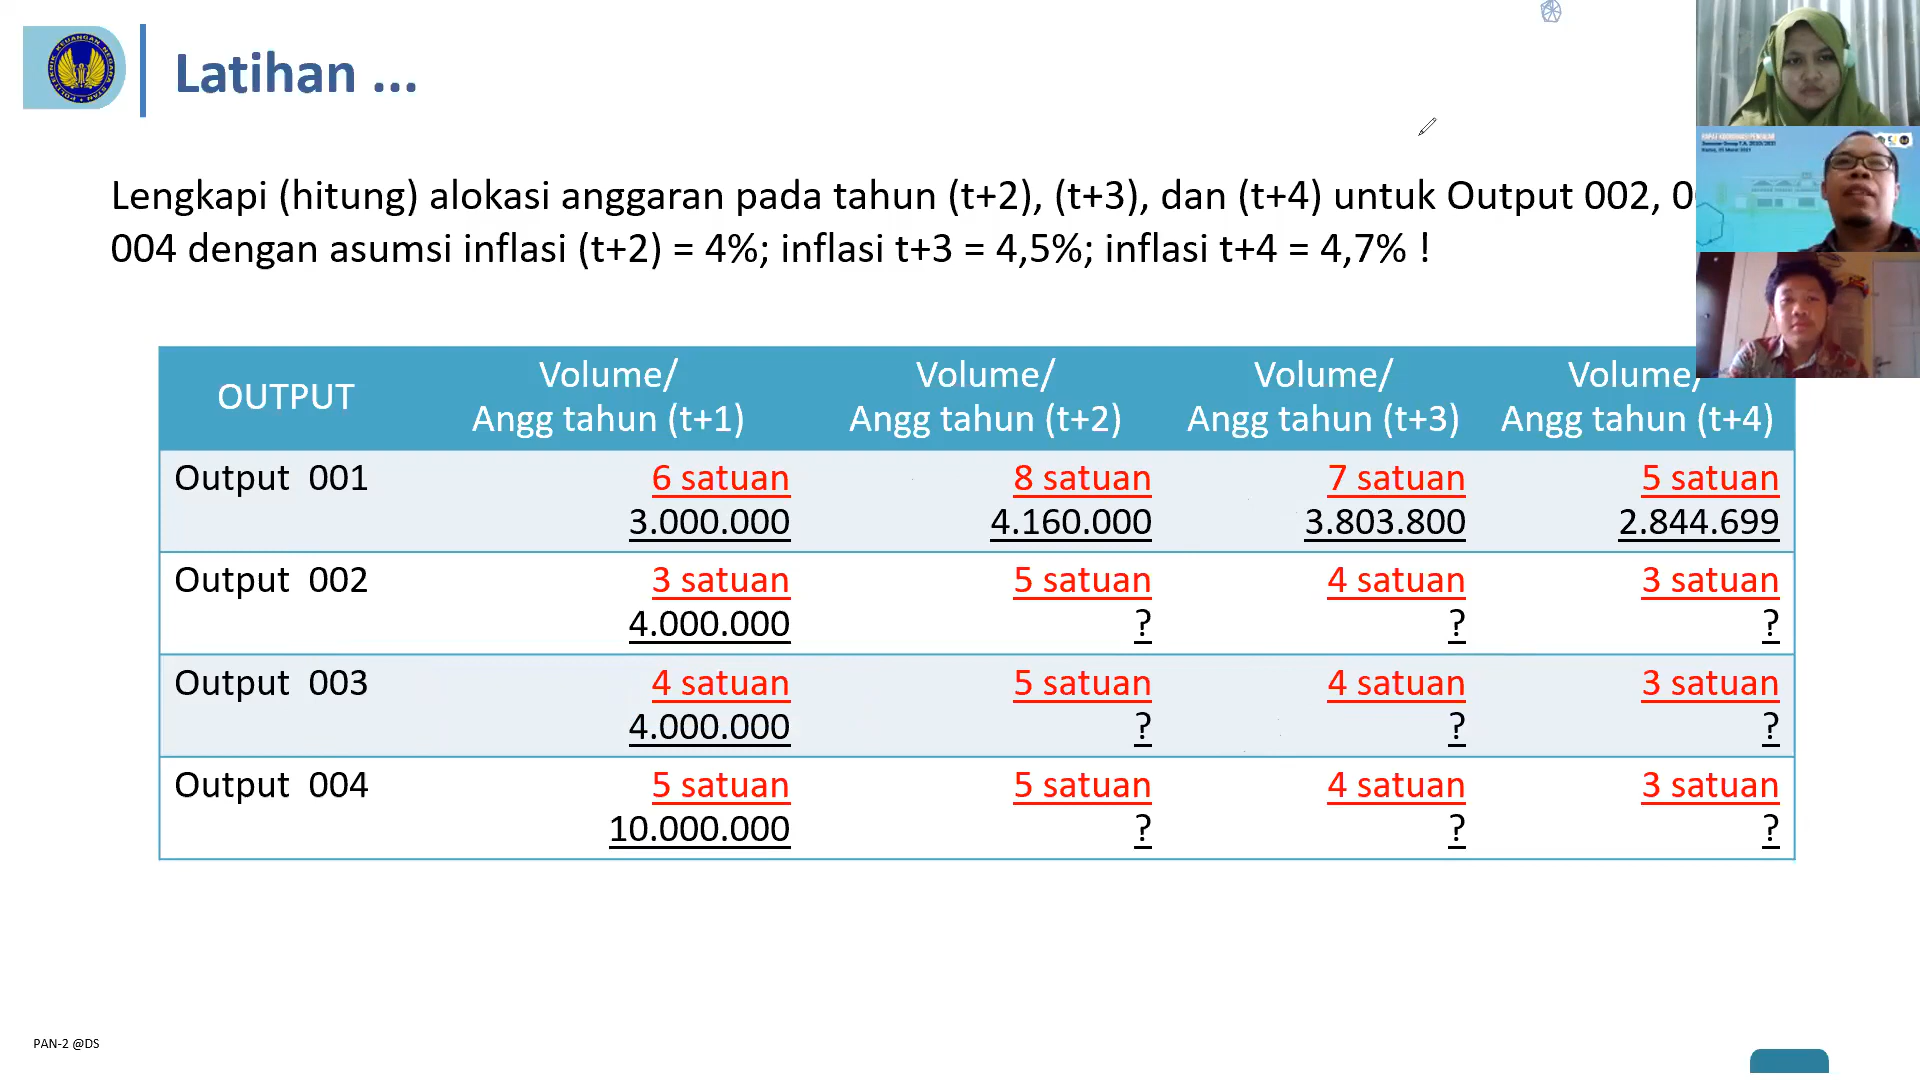 Latihan ...
Lengkapi (hitung) alokasi anggaran pada tahun (t+2), (t+3), dan (t+4) untuk Output 002,
004 dengan asumsi inflasi (t+2) = 4%; inflasi t+3 = 4,5%; inflasi t+4 = 4,7% !
OUTPUT
Volume/
Angg tahun (t+1)
Volume/
Angg tahun (t+2)
Volume/
Angg tahun (t+3)
Volume/
Angg tahun (t+4)
Output 001
6 satuan
3.000.000
8 satuan
4.160.000
7 satuan
3.803.800
5 satuan
2.844.699
Output 002
3 satuan
4.000.000
5 satuan
?
4 satuan
?
3 satuan
?
Output 003
4 satuan
4.000.000
5 satuan
?
4 satuan
?
3 satuan
?
Output 004
5 satuan
10.000.000
5 satuan
?
4 satuan
?
3 satuan
?
PAN-2 @DS